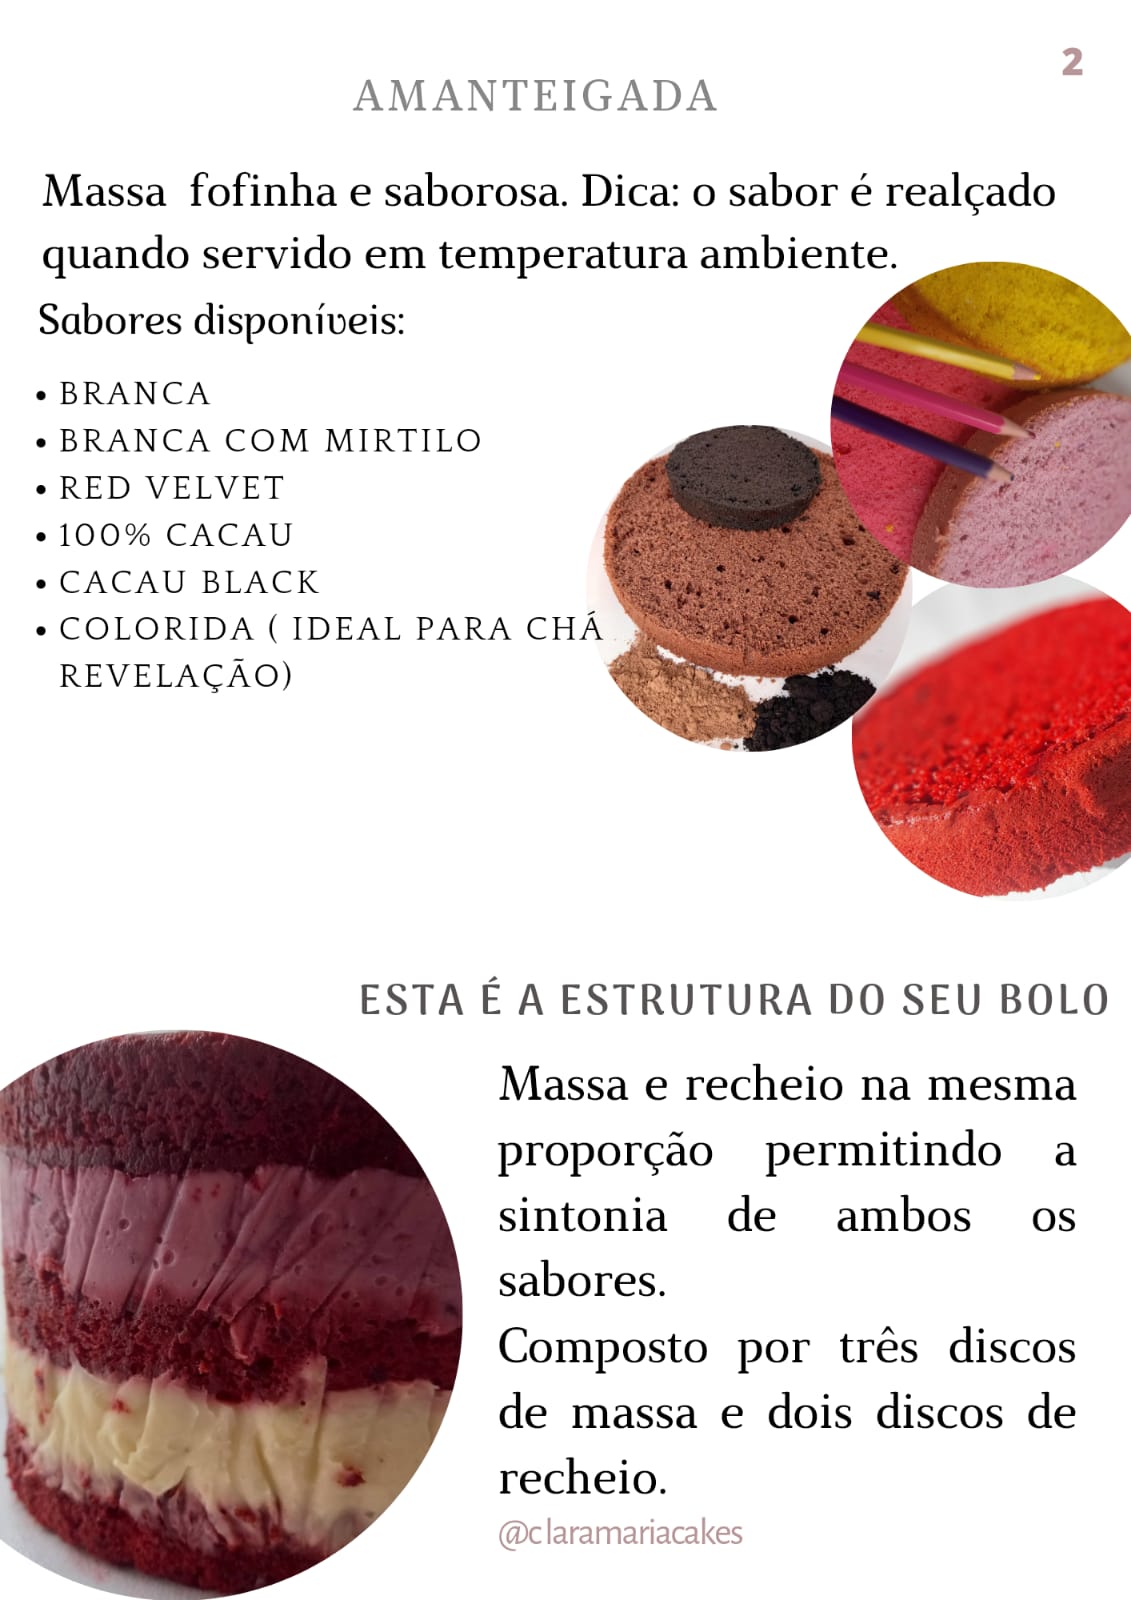 2
AMANTEIGADA
Massa fofinha e saborosa. Dica: o sabor é realçado
quando servido em temperatura ambiente.
Sabores disponíveis:
• BRANCA
• BRANCA COM MIRTILO
• RED VELVET
• 100% CACAU
• CACAU BLACK
• COLORIDA ( IDEAL PARA CHÁ
REVELAÇÃO)
ESTA É A ESTRUTURA DO SEU BOLO
Massa e recheio na mesma
proporção permitindo a
sintonia de ambos os
sabores.
Composto por três discos
de massa e dois discos de
recheio.
@claramariacakes